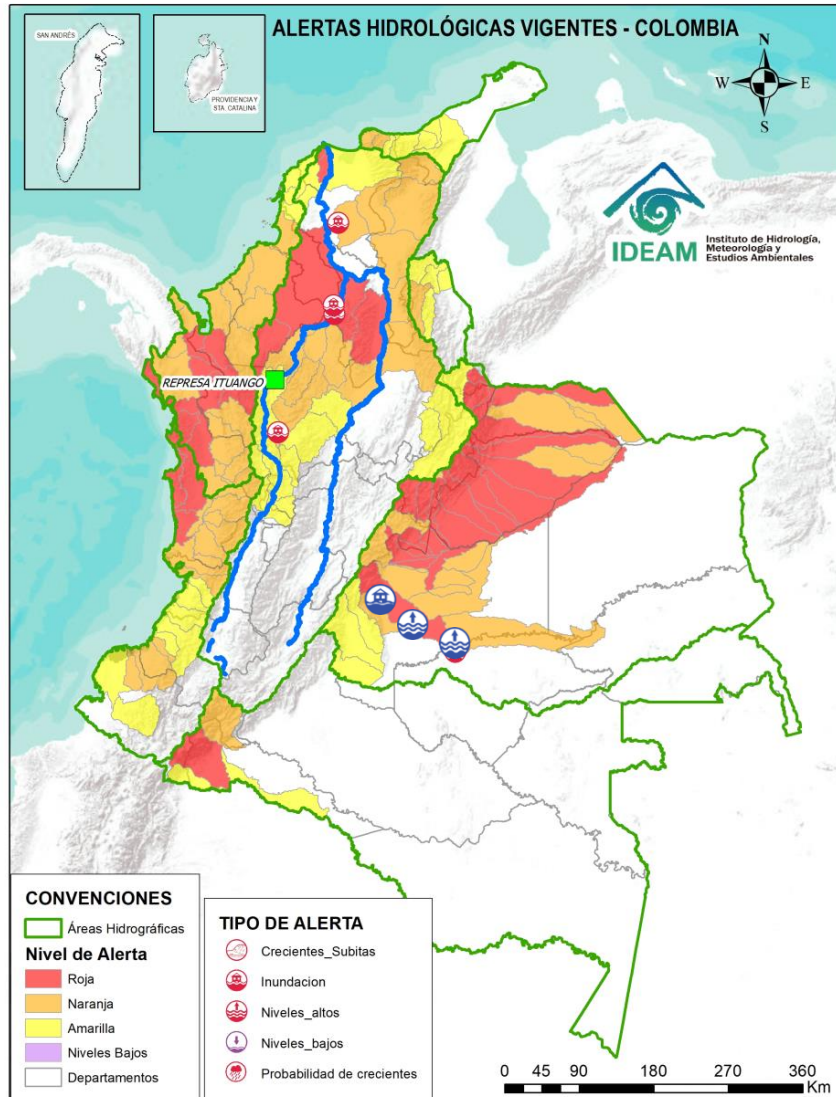 ALERTAS HIDROLÓGICAS VIGENTES - COLOMBIA
SAN ANDRÉS
PROVIDENCIA Y
STA. CATALINA
N
W
E
S
IDEAM
Instituto de Hidrología,
Meteorología y
Estudios Ambientales
REPRESA ITUANGO
CONVENCIONES
Áreas Hidrográficas
Nivel de Alerta
Roja
Naranja
Amarilla
Niveles Bajos
Departamentos
TIPO DE ALERTA
Crecientes_Subitas
Inundacion
Niveles_altos
Niveles_bajos
Probabilidad de crecientes
0 45 90 180 270 360
Km